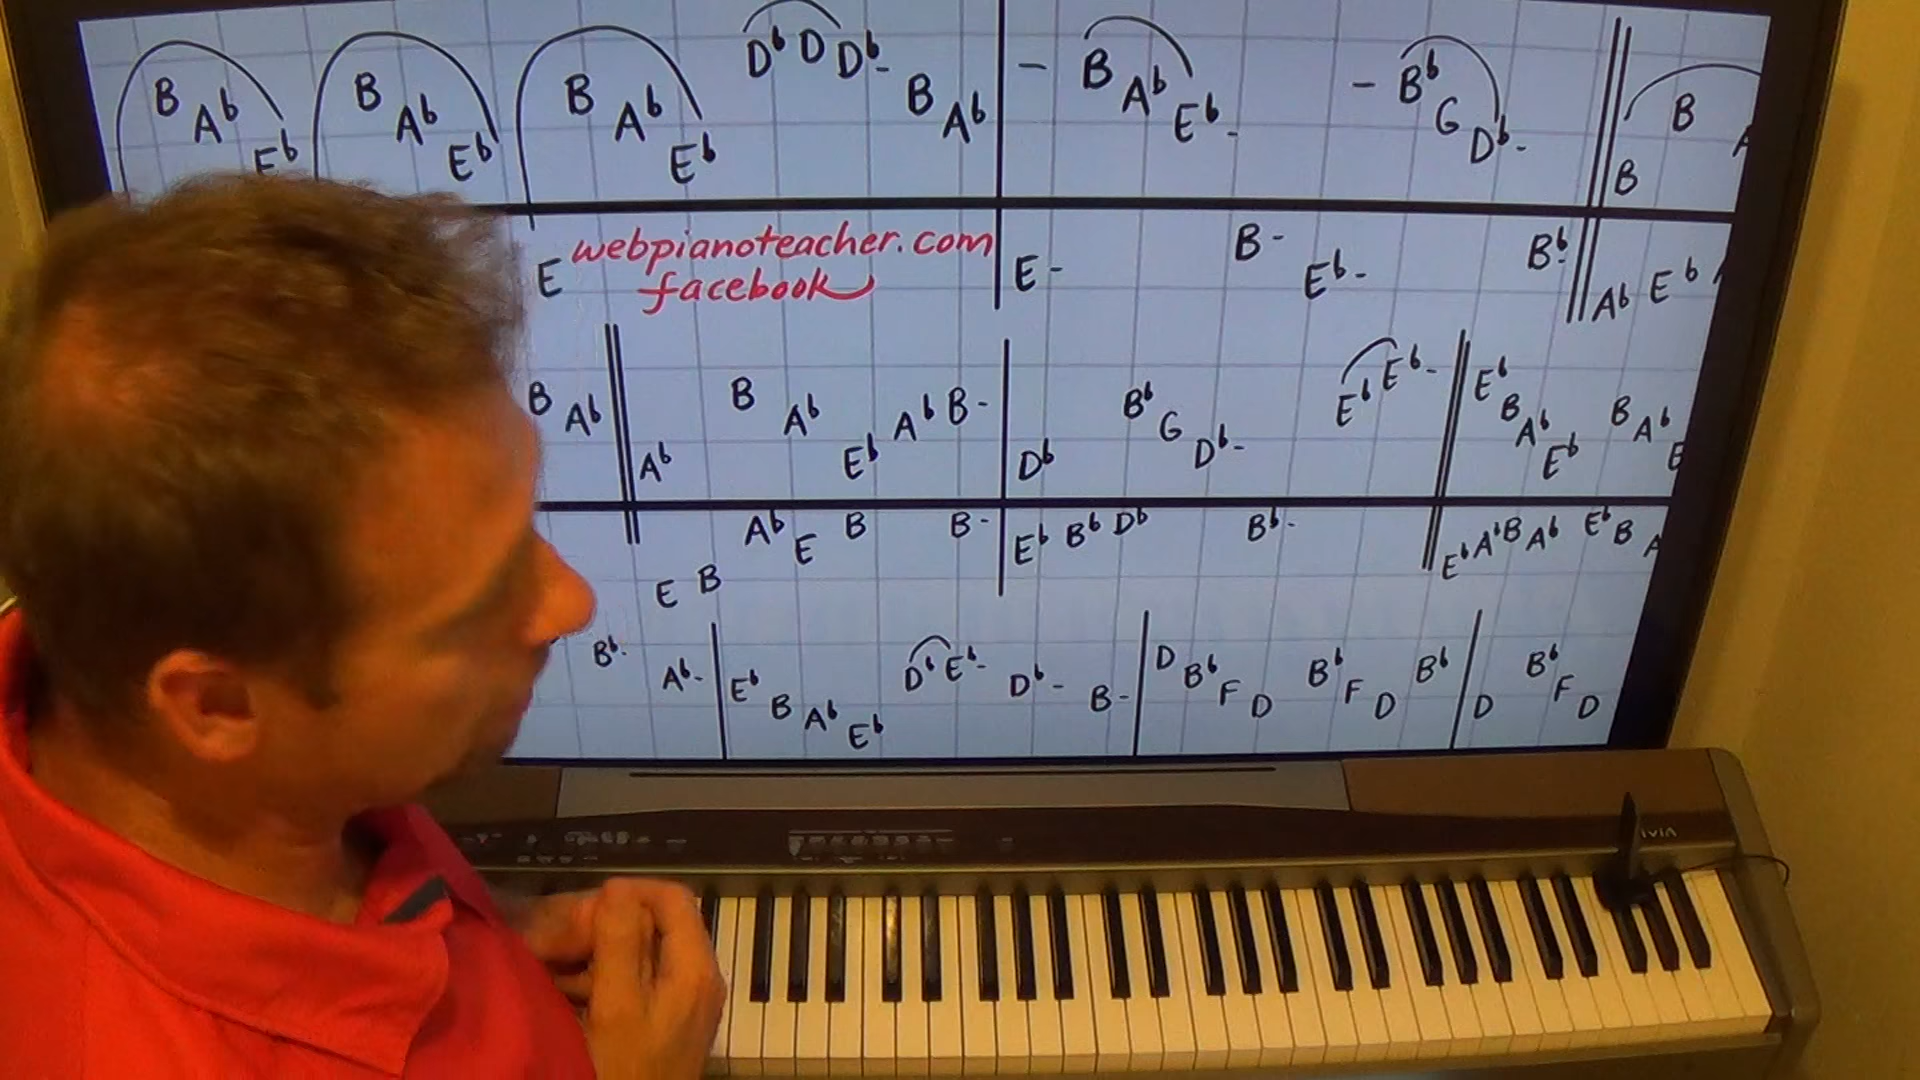 B A♭ E♭ B A♭ E♭ B A♭ E♭ D♭ D D♭- B A♭ - B A♭ E♭- - B♭ G D♭- B B
E webpianoteacher.com E- B- E♭- B♭- A♭ E♭
facebook
B A♭ A♭ B A♭ E♭ A♭ B- D♭ B♭ G D♭- E♭ E♭- E♭ B A♭ E♭ B A♭
E B A♭ E B B- E♭ B♭ D♭ B♭- E♭ A♭ B A♭ E♭ B
B♭- A♭- E♭ B A♭ E♭ D♭ E♭- D♭- B- D B♭ F D B♭ F D B♭ D B♭ F D